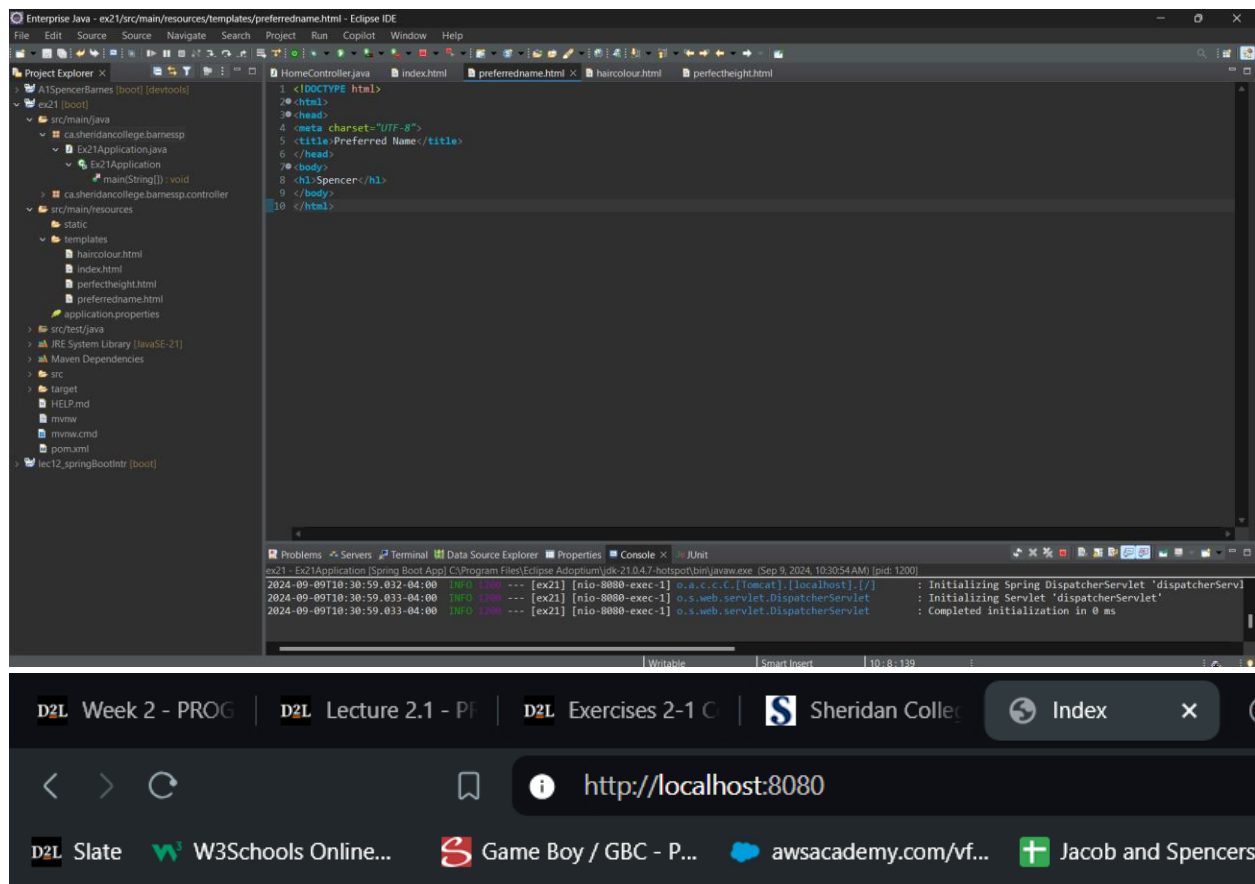 Enterprise Java - ex21/src/main/resources/templates/preferredname.html - Eclipse IDE
File Edit Source Source Navigate Search Project Run Copilot Window Help
Project Explorer
HomeController.java index.html preferredname.html haircolour.html perfectheight.html
A1SpencerBarnes [boot] [devtools]
ex21 [boot]
src/main/java
ca.sheridancollege.barnessp
Ex21Application.java
Ex21Application
main(String[]) : void
ca.sheridancollege.barnessp.controller
src/main/resources
static
templates
haircolour.html
index.html
perfectheight.html
preferredname.html
application.properties
src/test/java
JRE System Library [JavaSE-21]
Maven Dependencies
src
target
HELP.md
mvnw
mvnw.cmd
pom.xml
lec12_springBootIntr [boot]
1 <!DOCTYPE html>
2 <html>
3 <head>
4 <meta charset="UTF-8">
5 <title>Preferred Name</title>
6 </head>
7 <body>
8 <h1>Spencer</h1>
9 </body>
10 </html>
Problems Servers Terminal Data Source Explorer Properties Console JUnit
ex21 - Ex21Application [Spring Boot App] C:\Program Files\Eclipse Adoptium\jdk-21.0.4.7-hotspot\bin\javaw.exe (Sep 9, 2024, 10:30:54 AM) [pid: 1200]
2024-09-09T10:30:59.032-04:00 INFO 1200 --- [ex21] [nio-8080-exec-1] o.a.c.c.C.[Tomcat].[localhost].[/] : Initializing Spring DispatcherServlet 'dispatcherServl
2024-09-09T10:30:59.033-04:00 INFO 1200 --- [ex21] [nio-8080-exec-1] o.s.web.servlet.DispatcherServlet : Initializing Servlet 'dispatcherServlet'
2024-09-09T10:30:59.033-04:00 INFO 1200 --- [ex21] [nio-8080-exec-1] o.s.web.servlet.DispatcherServlet : Completed initialization in 0 ms
Writable Smart Insert 10 : 8 : 139
D2L Week 2 - PROG D2L Lecture 2.1 - PR D2L Exercises 2-1 C S Sheridan Colleg Index
http://localhost:8080
D2L Slate W3Schools Online... Game Boy / GBC - P... awsacademy.com/vf... Jacob and Spencers